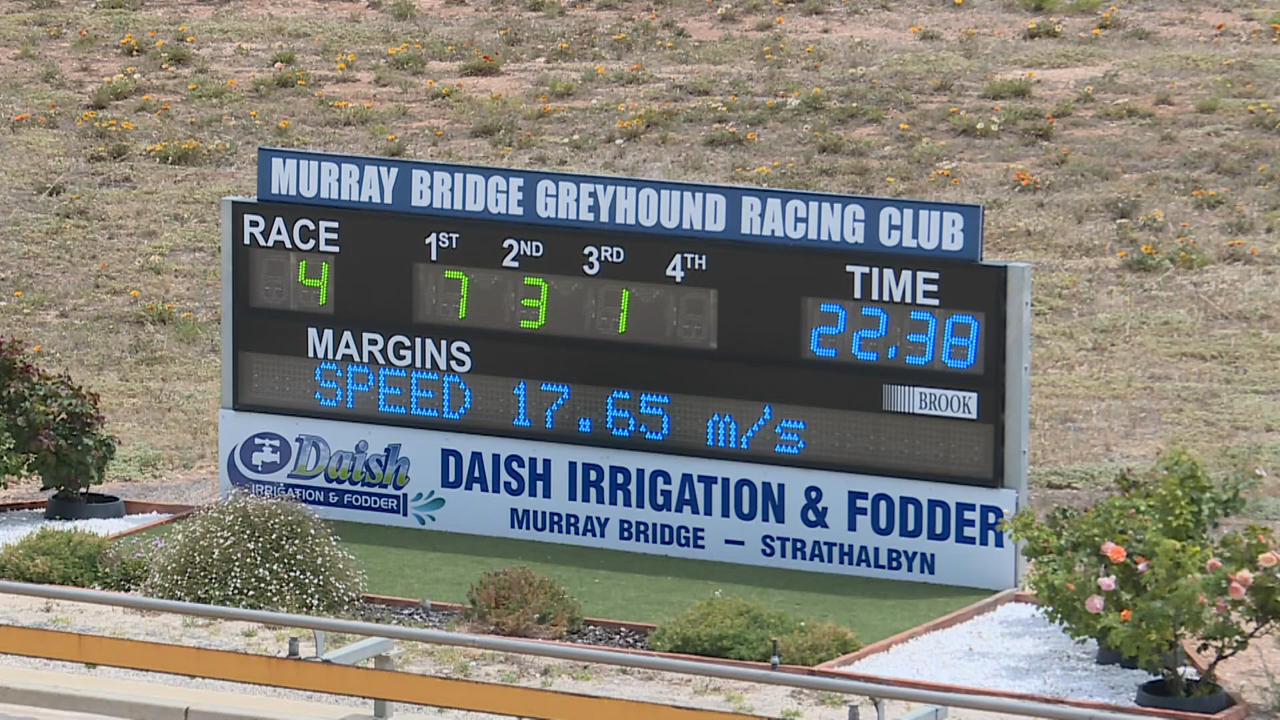 MURRAY BRIDGE GREYHOUND RACING CLUB
RACE 1ST 2ND 3RD 4TH TIME
4 7 3 1 22.38
MARGINS
SPEED 17.65 m/s
BROOK
Daish
IRRIGATION & FODDER
DAISH IRRIGATION & FODDER
MURRAY BRIDGE – STRATHALBYN